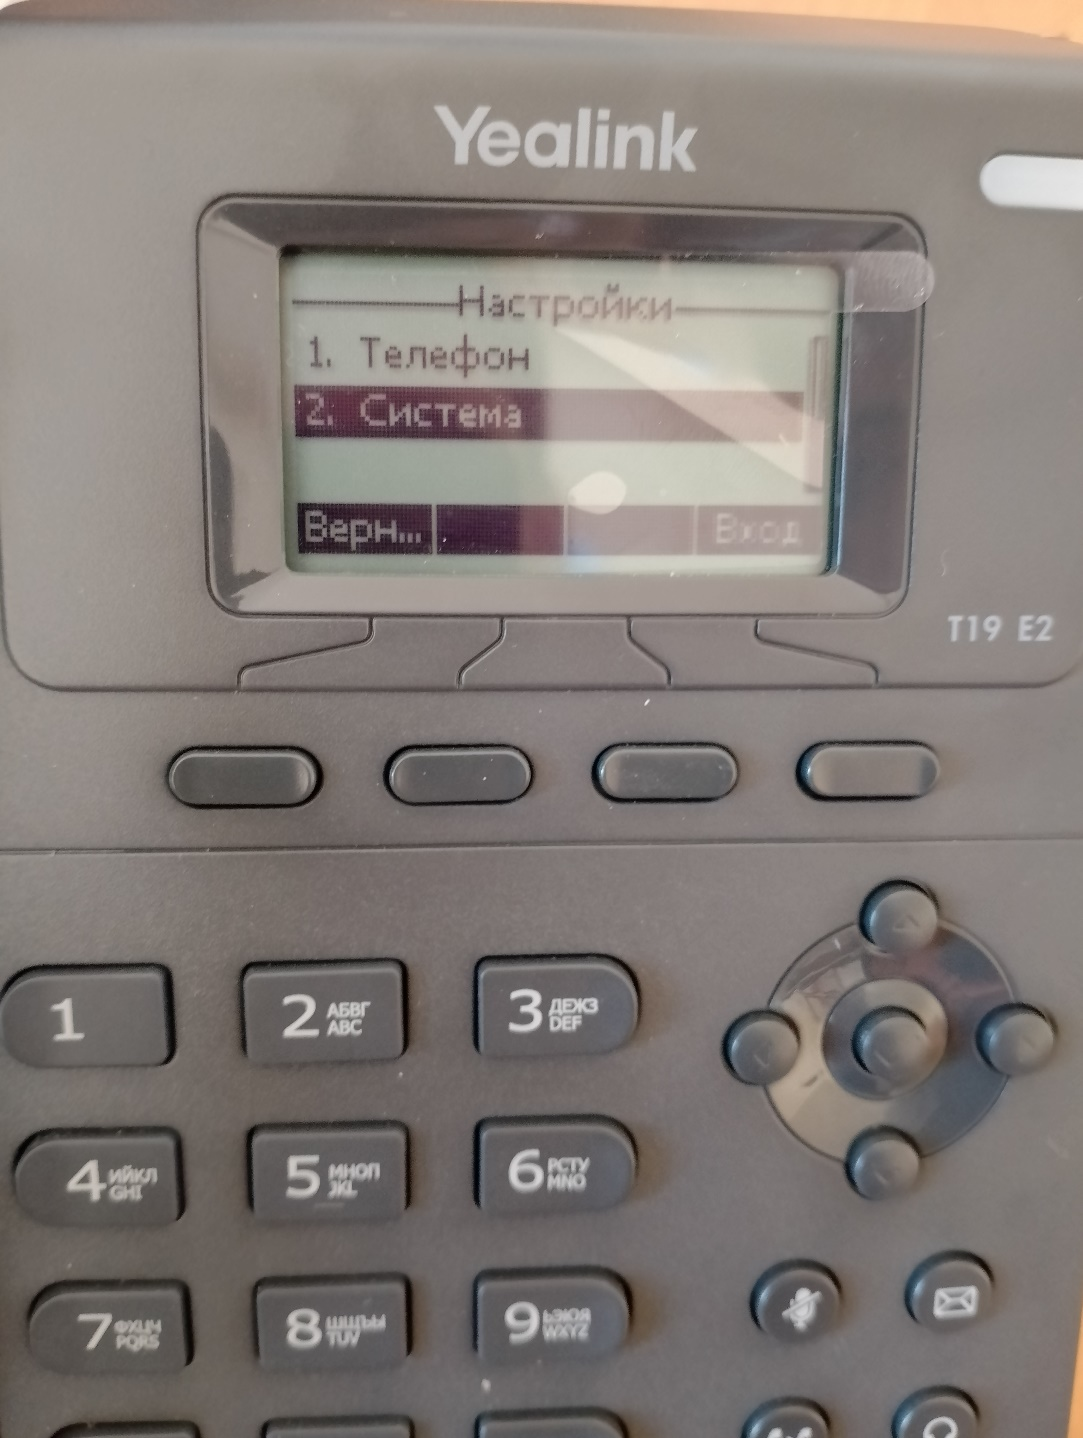 Yealink
Настройки
1. Телефон
2. Система
Верн... Вход
T19 E2
1
2 АБВГ ABC
3 ДЕЖЗ DEF
4 ИЙКЛ GHI
5 МНОП JKL
6 РСТУ MNO
7 ФХЦЧ PQRS
8 ШЩЪЫ TUV
9 ЬЭЮЯ WXYZ